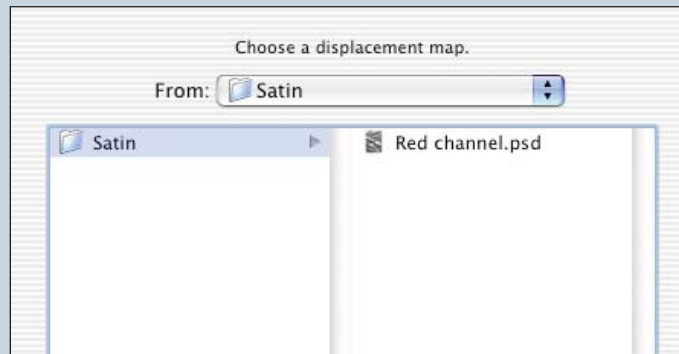 Choose a displacement map.
From: Satin
Satin Red channel.psd